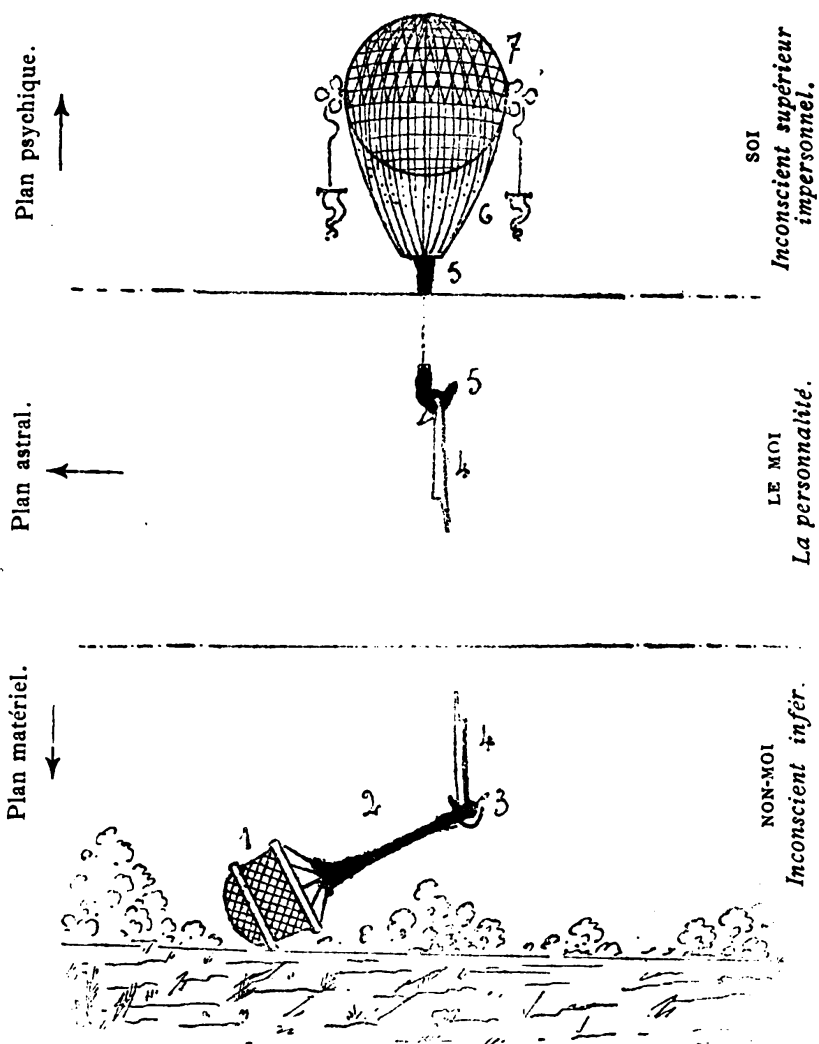 Plan psychique.
7
6
5
SOI
Inconscient supérieur
impersonnel.
Plan astral.
5
4
LE MOI
La personnalité.
Plan matériel.
4
3
2
1
NON-MOI
Inconscient infér.